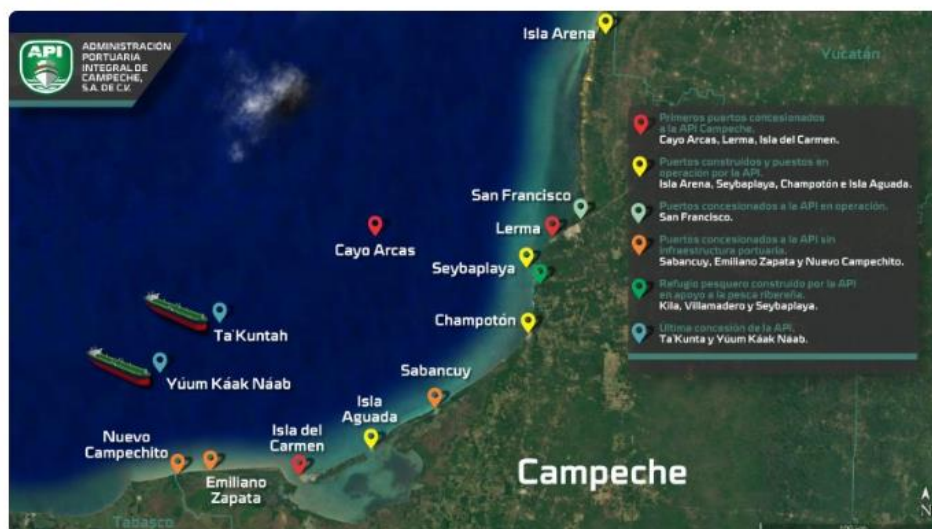 API
ADMINISTRACIÓN
PORTUARIA
INTEGRAL DE
CAMPECHE,
S.A. DE C.V.
Isla Arena
Yucatán
Primeros puertos concesionados
a la API Campeche.
Cayo Arcas, Lerma, Isla del Carmen.
Puertos construidos y puestos en
operación por la API.
Isla Arena, Seybaplaya, Champotón e Isla Aguada.
Puertos concesionados a la API en operación.
San Francisco.
Puertos concesionados a la API sin
infraestructura portuaria.
Sabancuy, Emiliano Zapata y Nuevo Campechito.
Refugio pesquero construido por la API
en apoyo a la pesca ribereña.
Kila, Villamadero y Seybaplaya.
Última concesión de la API.
Ta'Kunta y Yúum Káak Náab.
San Francisco
Lerma
Cayo Arcas
Seybaplaya
Champotón
Ta'Kuntah
Yúum Káak Náab
Sabancuy
Isla
Aguada
Isla del
Carmen
Nuevo
Campechito
Emiliano
Zapata
Campeche
Tabasco
N